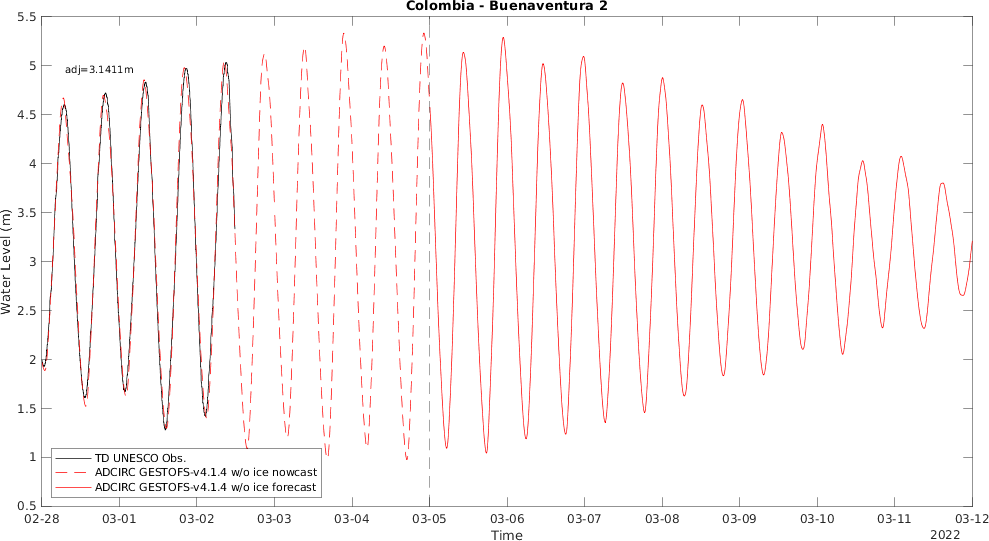 Colombia - Buenaventura 2
5.5
5
4.5
4
3.5
3
2.5
2
1.5
1
0.5
Water Level (m)
adj=3.1411m
TD UNESCO Obs.
ADCIRC GESTOFS-v4.1.4 w/o ice nowcast
ADCIRC GESTOFS-v4.1.4 w/o ice forecast
02-28 03-01 03-02 03-03 03-04 03-05 03-06 03-07 03-08 03-09 03-10 03-11 03-12
Time
2022